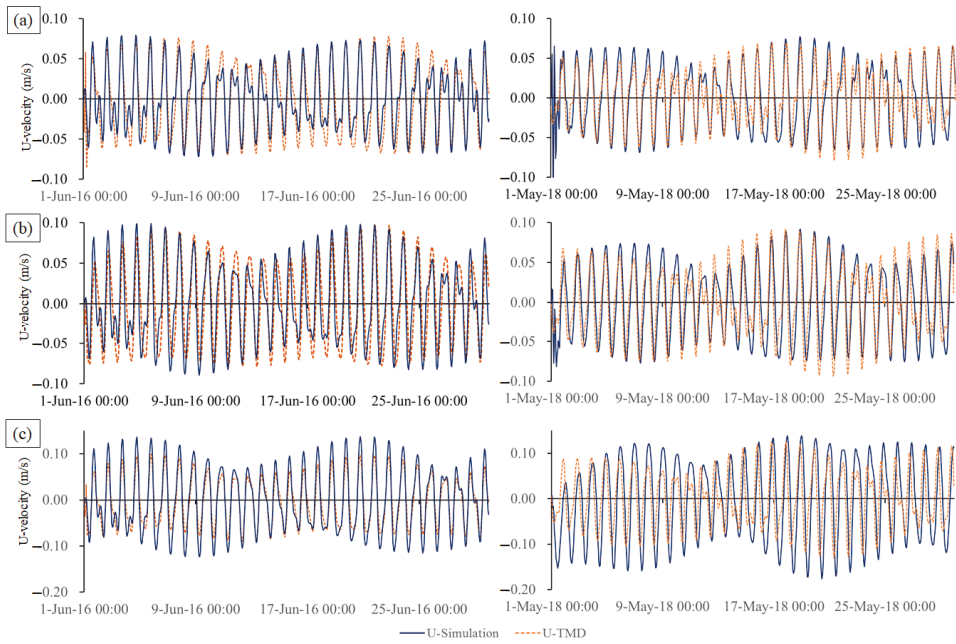 (a)
U-velocity (m/s)
0.10
0.05
0.00
−0.05
−0.10
1-Jun-16 00:00 9-Jun-16 00:00 17-Jun-16 00:00 25-Jun-16 00:00
0.10
0.05
0.00
−0.05
−0.10
1-May-18 00:00 9-May-18 00:00 17-May-18 00:00 25-May-18 00:00
(b)
U-velocity (m/s)
0.10
0.05
0.00
−0.05
−0.10
1-Jun-16 00:00 9-Jun-16 00:00 17-Jun-16 00:00 25-Jun-16 00:00
0.10
0.05
0.00
−0.05
−0.10
1-May-18 00:00 9-May-18 00:00 17-May-18 00:00 25-May-18 00:00
(c)
U-velocity (m/s)
0.10
0.00
−0.10
−0.20
1-Jun-16 00:00 9-Jun-16 00:00 17-Jun-16 00:00 25-Jun-16 00:00
0.10
0.00
−0.10
−0.20
1-May-18 00:00 9-May-18 00:00 17-May-18 00:00 25-May-18 00:00
U-Simulation U-TMD